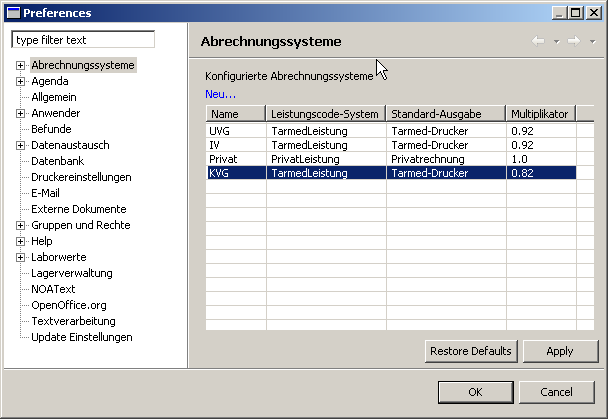 Preferences
type filter text
Abrechnungssysteme
Agenda
Allgemein
Anwender
Befunde
Datenaustausch
Datenbank
Druckereinstellungen
E-Mail
Externe Dokumente
Gruppen und Rechte
Help
Laborwerte
Lagerverwaltung
NOAText
OpenOffice.org
Textverarbeitung
Update Einstellungen
Abrechnungssysteme
Konfigurierte Abrechnungssysteme
Neu...
Name Leistungscode-System Standard-Ausgabe Multiplikator
UVG TarmedLeistung Tarmed-Drucker 0.92
IV TarmedLeistung Tarmed-Drucker 0.92
Privat PrivatLeistung Privatrechnung 1.0
KVG TarmedLeistung Tarmed-Drucker 0.82
Restore Defaults Apply
OK Cancel